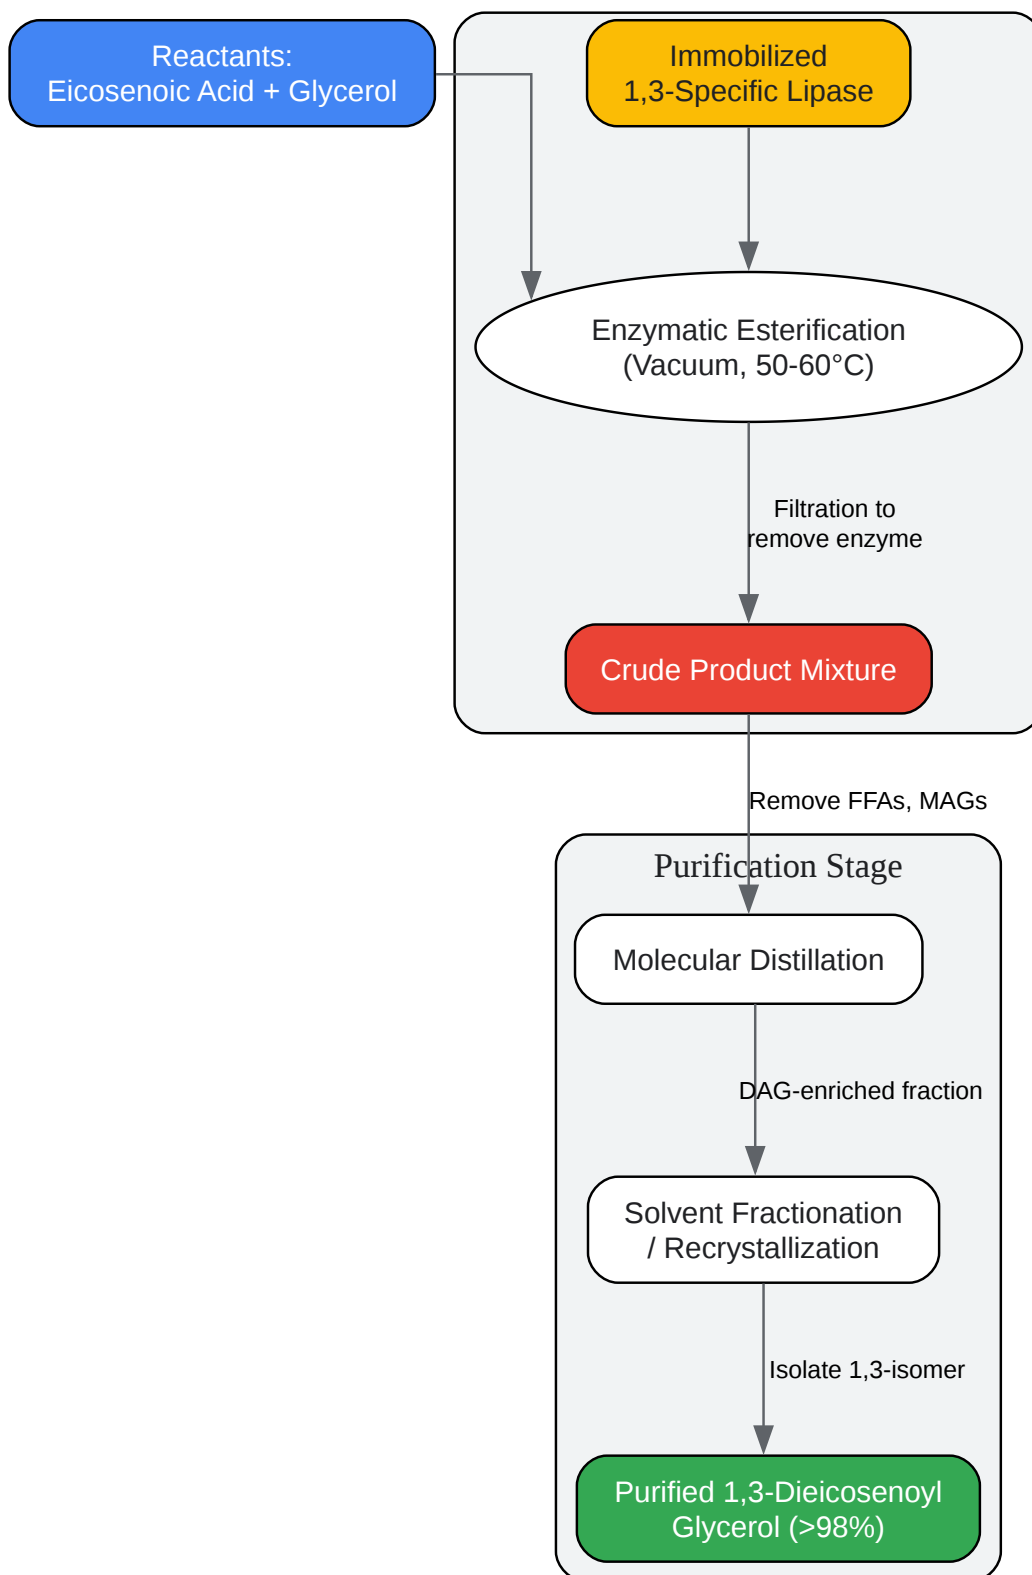 Reactants:
Eicosenoic Acid + Glycerol
Immobilized
1,3-Specific Lipase
Enzymatic Esterification
(Vacuum, 50-60°C)
Filtration to
remove enzyme
Crude Product Mixture
Remove FFAs, MAGs
Purification Stage
Molecular Distillation
DAG-enriched fraction
Solvent Fractionation
/ Recrystallization
Isolate 1,3-isomer
Purified 1,3-Dieicosenoyl
Glycerol (>98%)